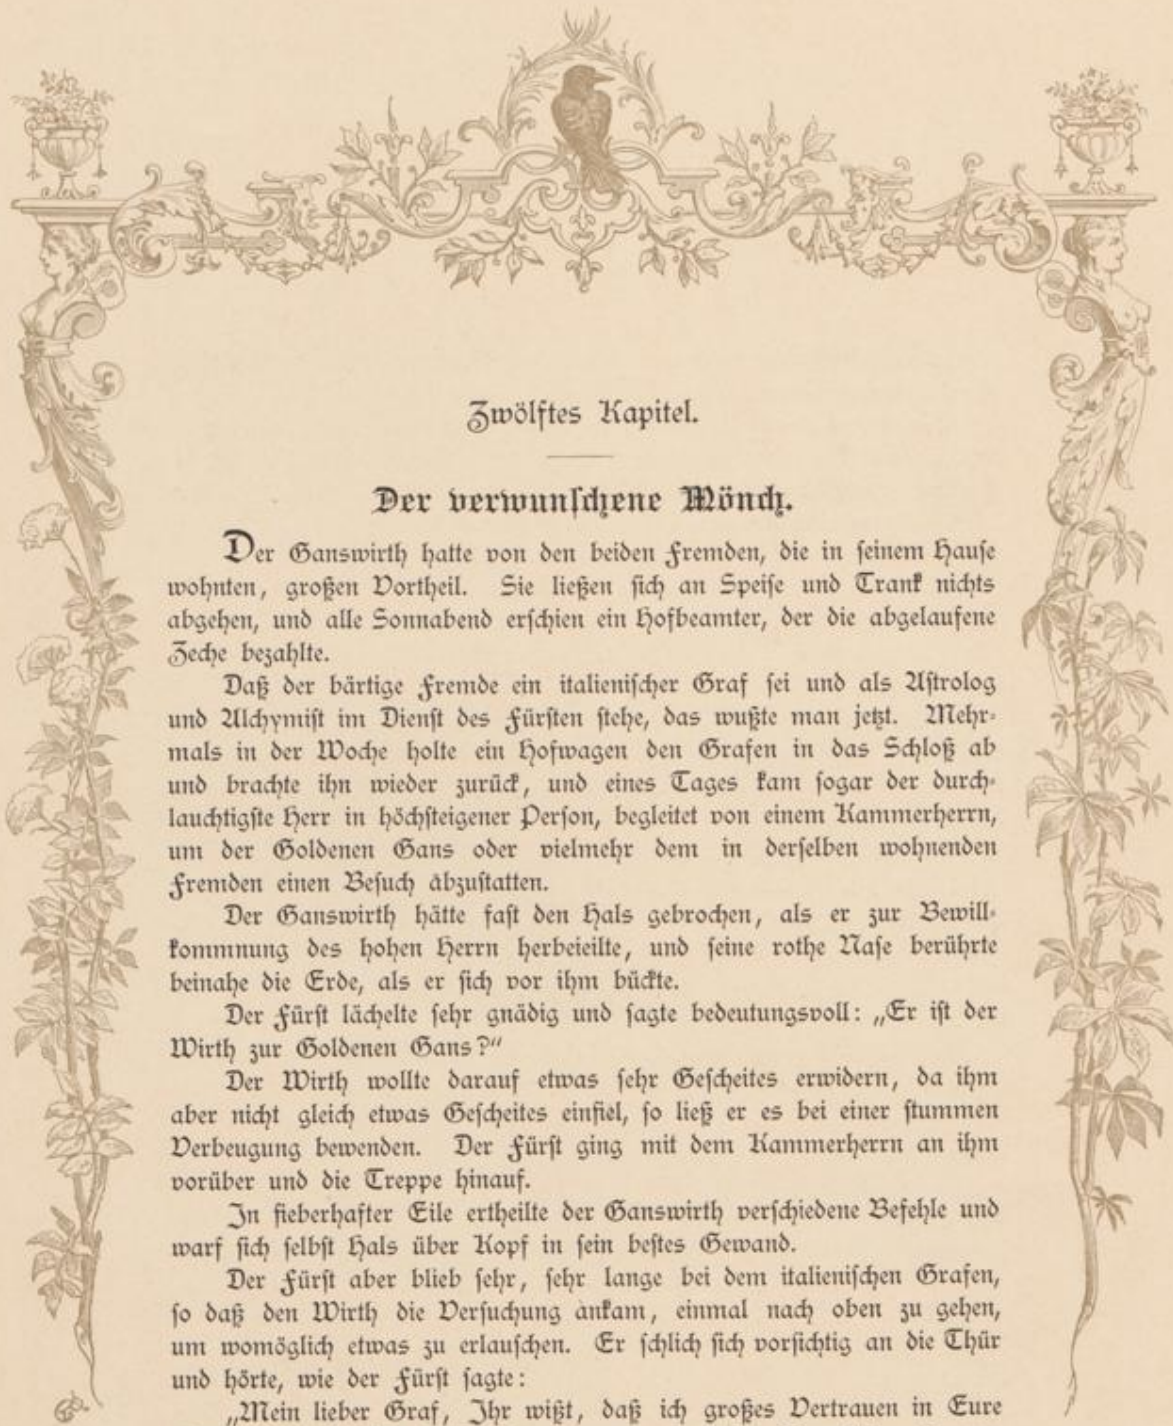 Zwölftes Kapitel.
Der verwunschene Mönch.
Der Ganswirth hatte von den beiden Fremden, die in seinem Hause
wohnten, großen Vortheil. Sie ließen sich an Speise und Trank nichts
abgehen, und alle Sonnabend erschien ein Hofbeamter, der die abgelaufene
Zeche bezahlte.
Daß der bärtige Fremde ein italienischer Graf sei und als Astrolog
und Alchymist im Dienst des Fürsten stehe, das wußte man jetzt. Mehr-
mals in der Woche holte ein Hofwagen den Grafen in das Schloß ab
und brachte ihn wieder zurück, und eines Tages kam sogar der durch-
lauchtigste Herr in höchsteigener Person, begleitet von einem Kammerherrn,
um der Goldenen Gans oder vielmehr dem in derselben wohnenden
Fremden einen Besuch abzustatten.
Der Ganswirth hätte fast den Hals gebrochen, als er zur Bewill-
kommnung des hohen Herrn herbeieilte, und seine rothe Nase berührte
beinahe die Erde, als er sich vor ihm bückte.
Der Fürst lächelte sehr gnädig und sagte bedeutungsvoll: „Er ist der
Wirth zur Goldenen Gans?“
Der Wirth wollte darauf etwas sehr Gescheites erwidern, da ihm
aber nicht gleich etwas Gescheites einfiel, so ließ er es bei einer stummen
Verbeugung bewenden. Der Fürst ging mit dem Kammerherrn an ihm
vorüber und die Treppe hinauf.
In fieberhafter Eile ertheilte der Ganswirth verschiedene Befehle und
warf sich selbst Hals über Kopf in sein bestes Gewand.
Der Fürst aber blieb sehr, sehr lange bei dem italienischen Grafen,
so daß den Wirth die Versuchung ankam, einmal nach oben zu gehen,
um womöglich etwas zu erlauschen. Er schlich sich vorsichtig an die Thür
und hörte, wie der Fürst sagte:
„Mein lieber Graf, Ihr wißt, daß ich großes Vertrauen in Eure